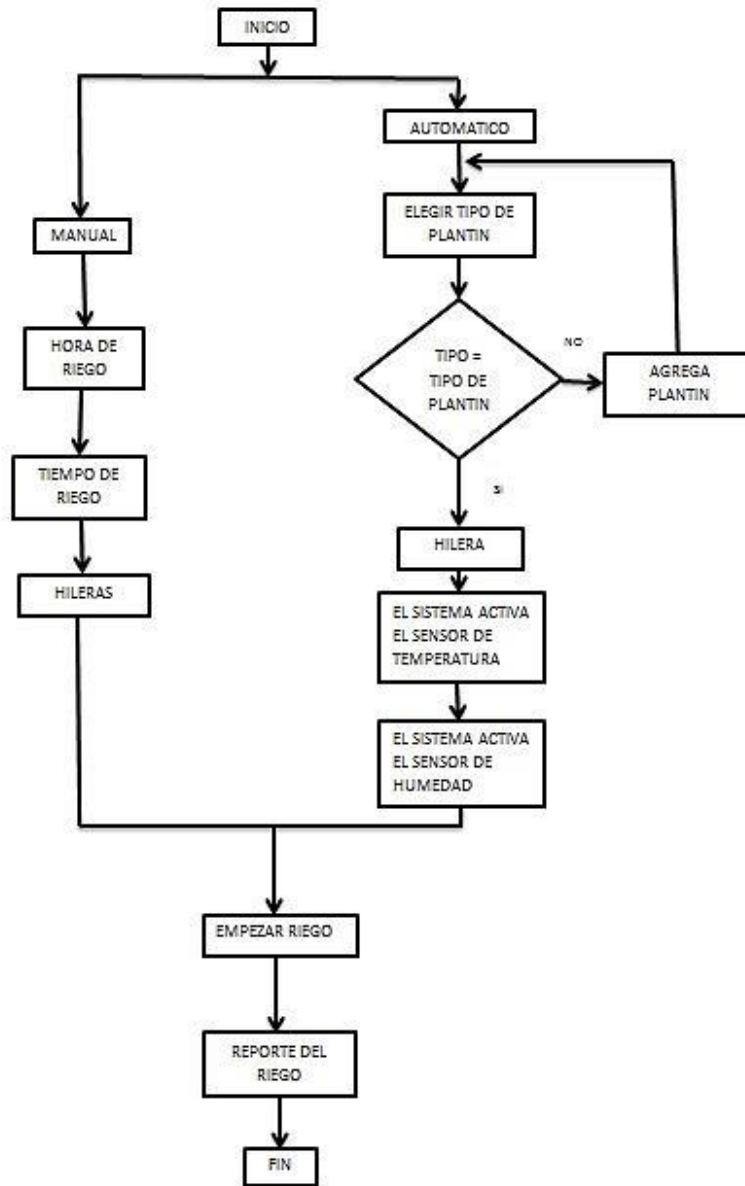 INICIO
AUTOMATICO
ELEGIR TIPO DE
PLANTIN
MANUAL
HORA DE
RIEGO
TIPO =
TIPO DE
PLANTIN
NO
AGREGA
PLANTIN
TIEMPO DE
RIEGO
SI
HILERA
HILERAS
EL SISTEMA ACTIVA
EL SENSOR DE
TEMPERATURA
EL SISTEMA ACTIVA
EL SENSOR DE
HUMEDAD
EMPEZAR RIEGO
REPORTE DEL
RIEGO
FIN